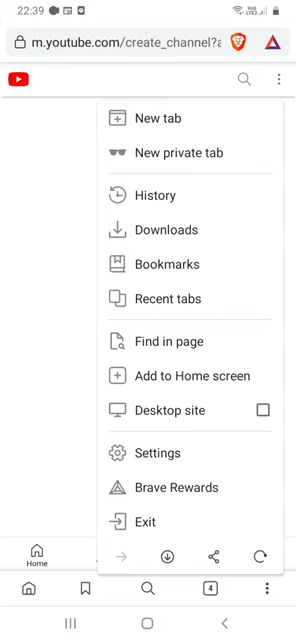 22:39
VoLTE2
m.youtube.com/create_channel?a
New tab
New private tab
History
Downloads
Bookmarks
Recent tabs
Find in page
Add to Home screen
Desktop site
Settings
Brave Rewards
Exit
Home
4